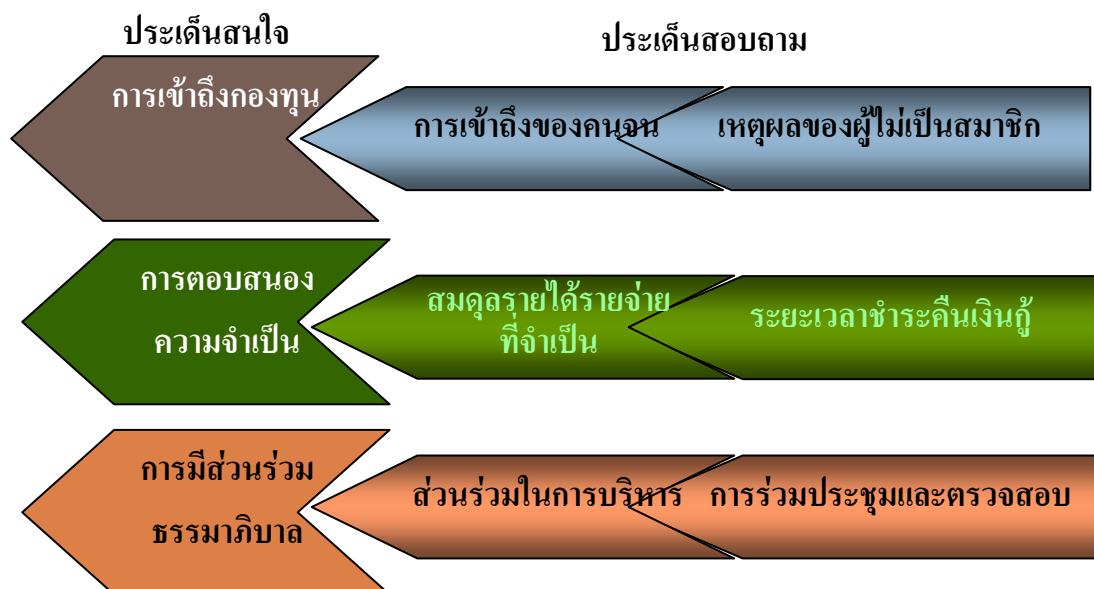 ประเด็นสนใจ
ประเด็นสอบถาม
การเข้าถึงกองทุน
การเข้าถึงของคนจน
เหตุผลของผู้ไม่เป็นสมาชิก
การตอบสนอง
ความจำเป็น
สมดุลรายได้รายจ่าย
ที่จำเป็น
ระยะเวลาชำระคืนเงินกู้
การมีส่วนร่วม
ธรรมาภิบาล
ส่วนร่วมในการบริหาร
การร่วมประชุมและตรวจสอบ